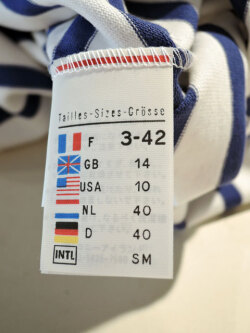 Tailles-Sizes-Grösse
F 3-42
GB 14
USA 10
NL 40
D 40
INTL SM